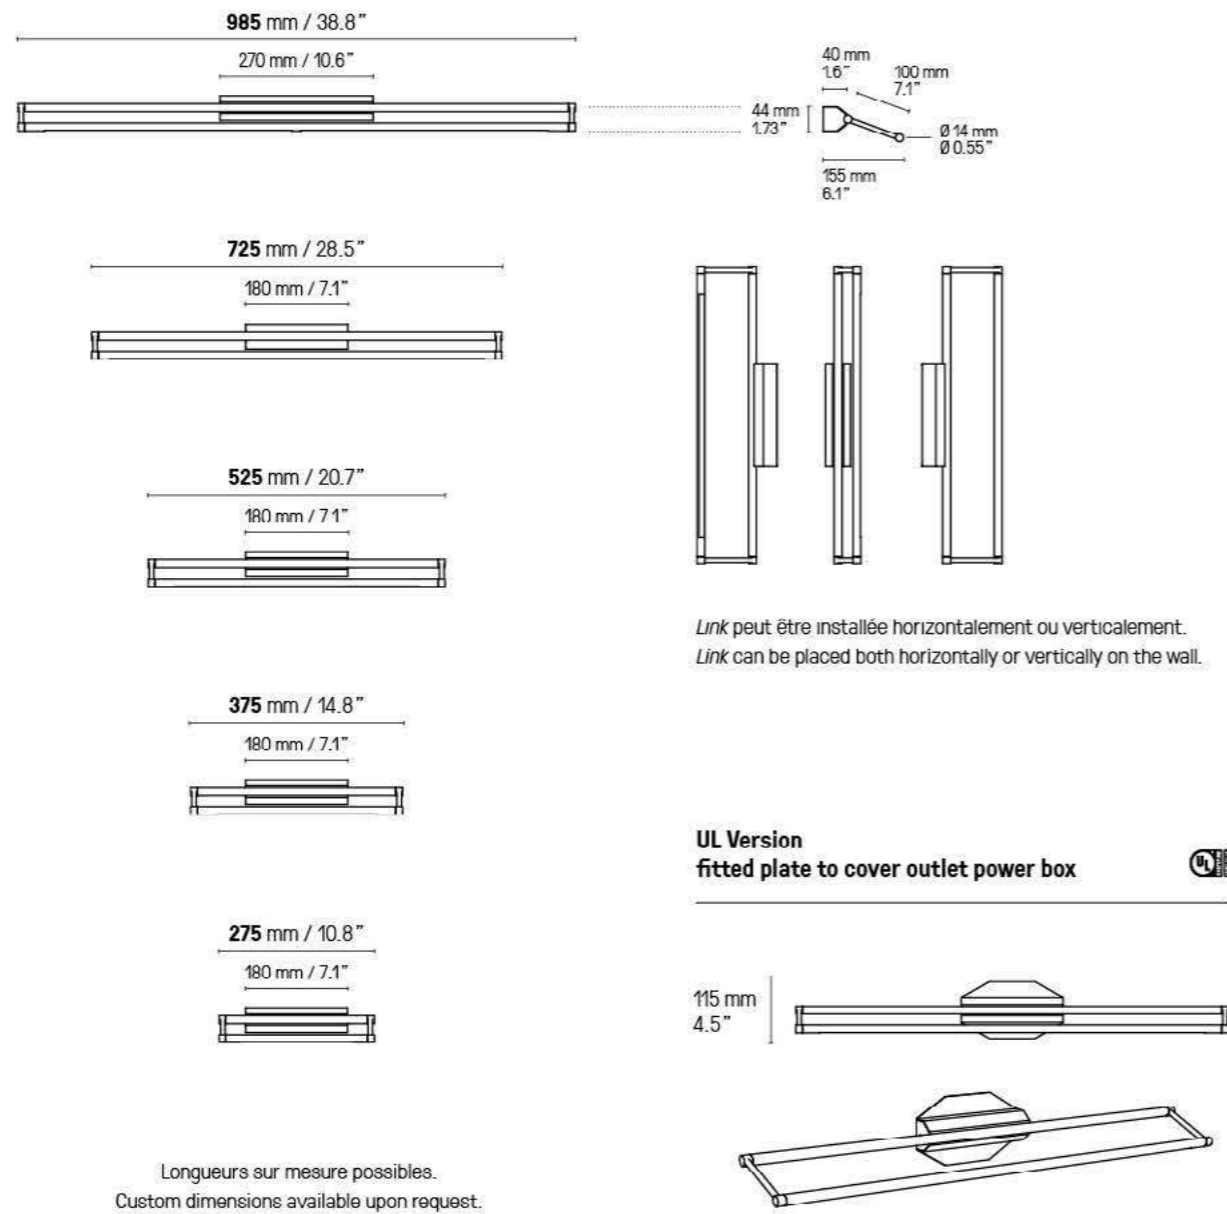 985 mm / 38.8”
270 mm / 10.6”
40 mm
1.6”
100 mm
7.1”
44 mm
1.73”
Ø 14 mm
Ø 0.55”
155 mm
6.1”
725 mm / 28.5”
180 mm / 7.1”
525 mm / 20.7”
180 mm / 7.1”
Link peut être installée horizontalement ou verticalement.
Link can be placed both horizontally or vertically on the wall.
375 mm / 14.8”
180 mm / 7.1”
UL Version
fitted plate to cover outlet power box
UL
275 mm / 10.8”
180 mm / 7.1”
115 mm
4.5”
Longueurs sur mesure possibles.
Custom dimensions available upon request.